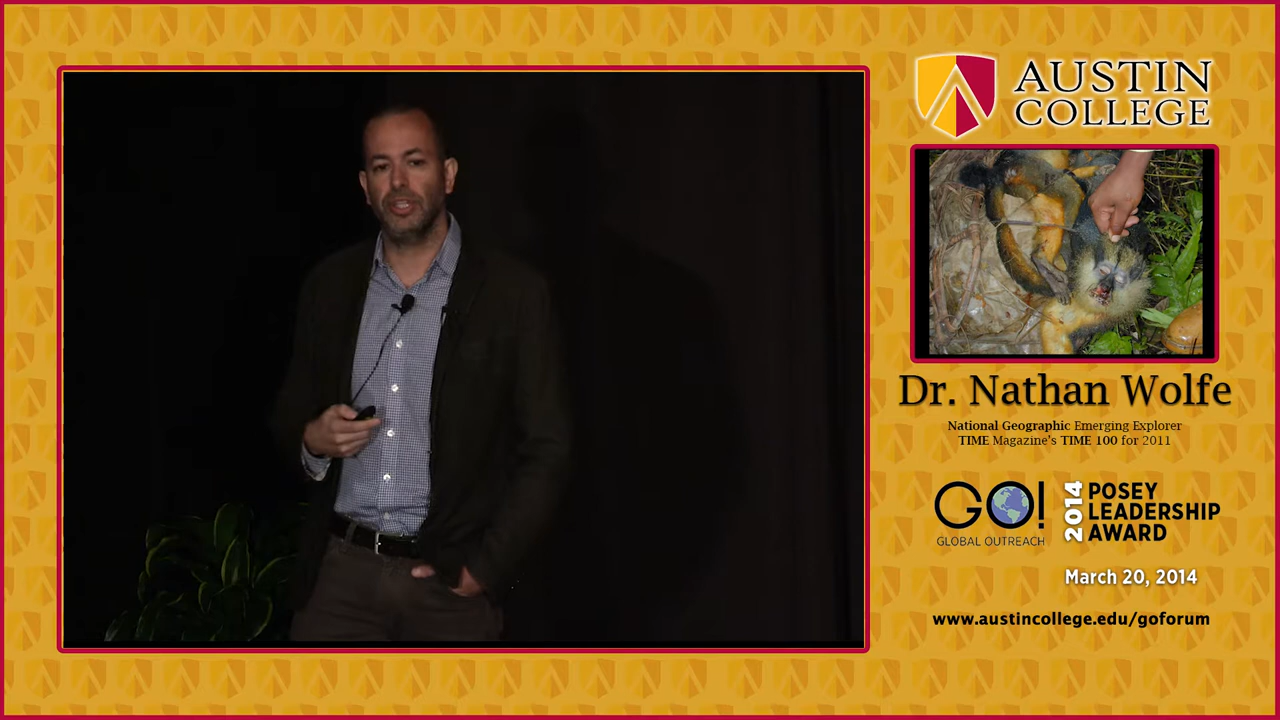 AUSTIN
COLLEGE
Dr. Nathan Wolfe
National Geographic Emerging Explorer
TIME Magazine's TIME 100 for 2011
GO!
GLOBAL OUTREACH
2014
POSEY
LEADERSHIP
AWARD
March 20, 2014
www.austincollege.edu/goforum